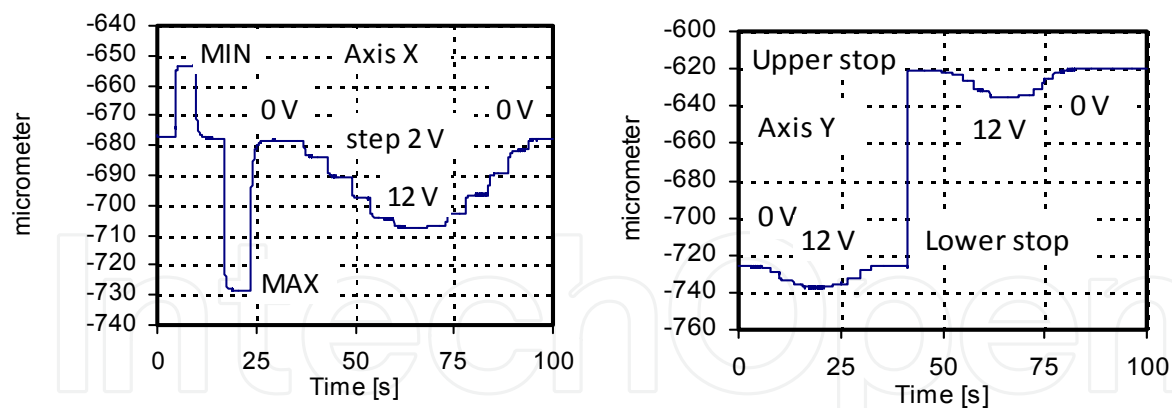 -640
-650
-660
-670
-680
-690
-700
-710
-720
-730
-740
micrometer
MIN
Axis X
0 V
0 V
step 2 V
12 V
MAX
0
25
50
75
100
Time [s]
-600
-620
-640
-660
-680
-700
-720
-740
-760
micrometer
Upper stop
0 V
12 V
Axis Y
0 V
12 V
Lower stop
0
25
50
75
100
Time [s]
IntechOpen